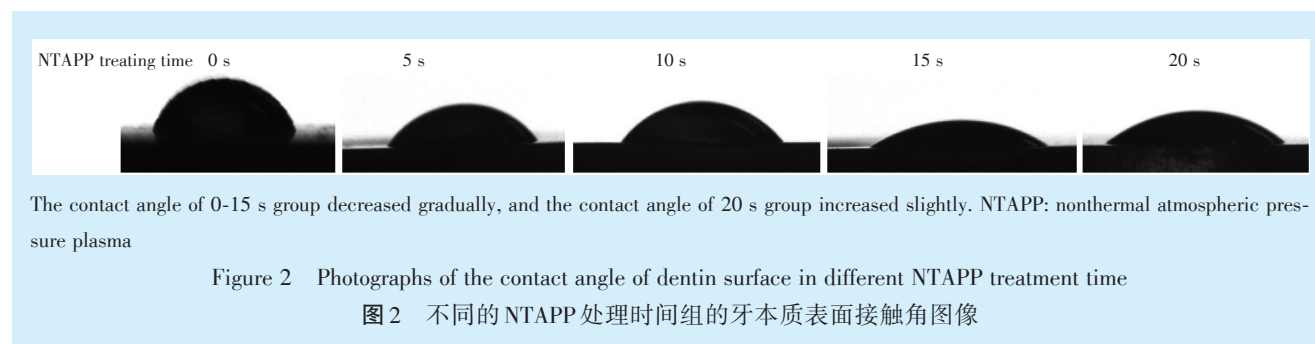 NTAPP treating time 0 s 5 s 10 s 15 s 20 s
The contact angle of 0-15 s group decreased gradually, and the contact angle of 20 s group increased slightly. NTAPP: nonthermal atmospheric pres-
sure plasma
Figure 2 Photographs of the contact angle of dentin surface in different NTAPP treatment time
图2 不同的NTAPP处理时间组的牙本质表面接触角图像